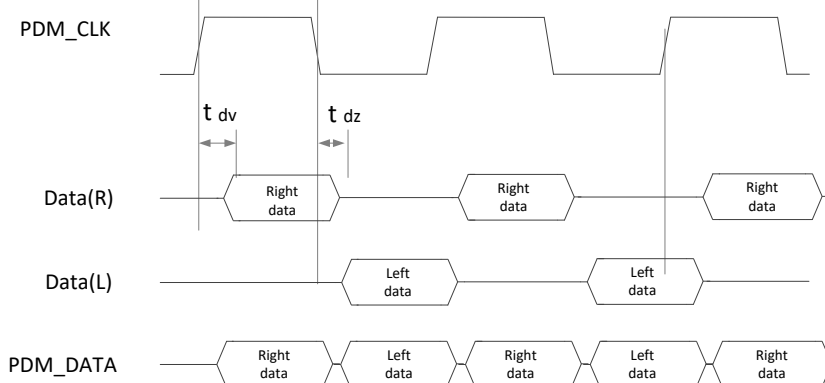 PDM_CLK
t dv
t dz
Data(R)
Right
data
Right
data
Right
data
Data(L)
Left
data
Left
data
PDM_DATA
Right
data
Left
data
Right
data
Left
data
Right
data